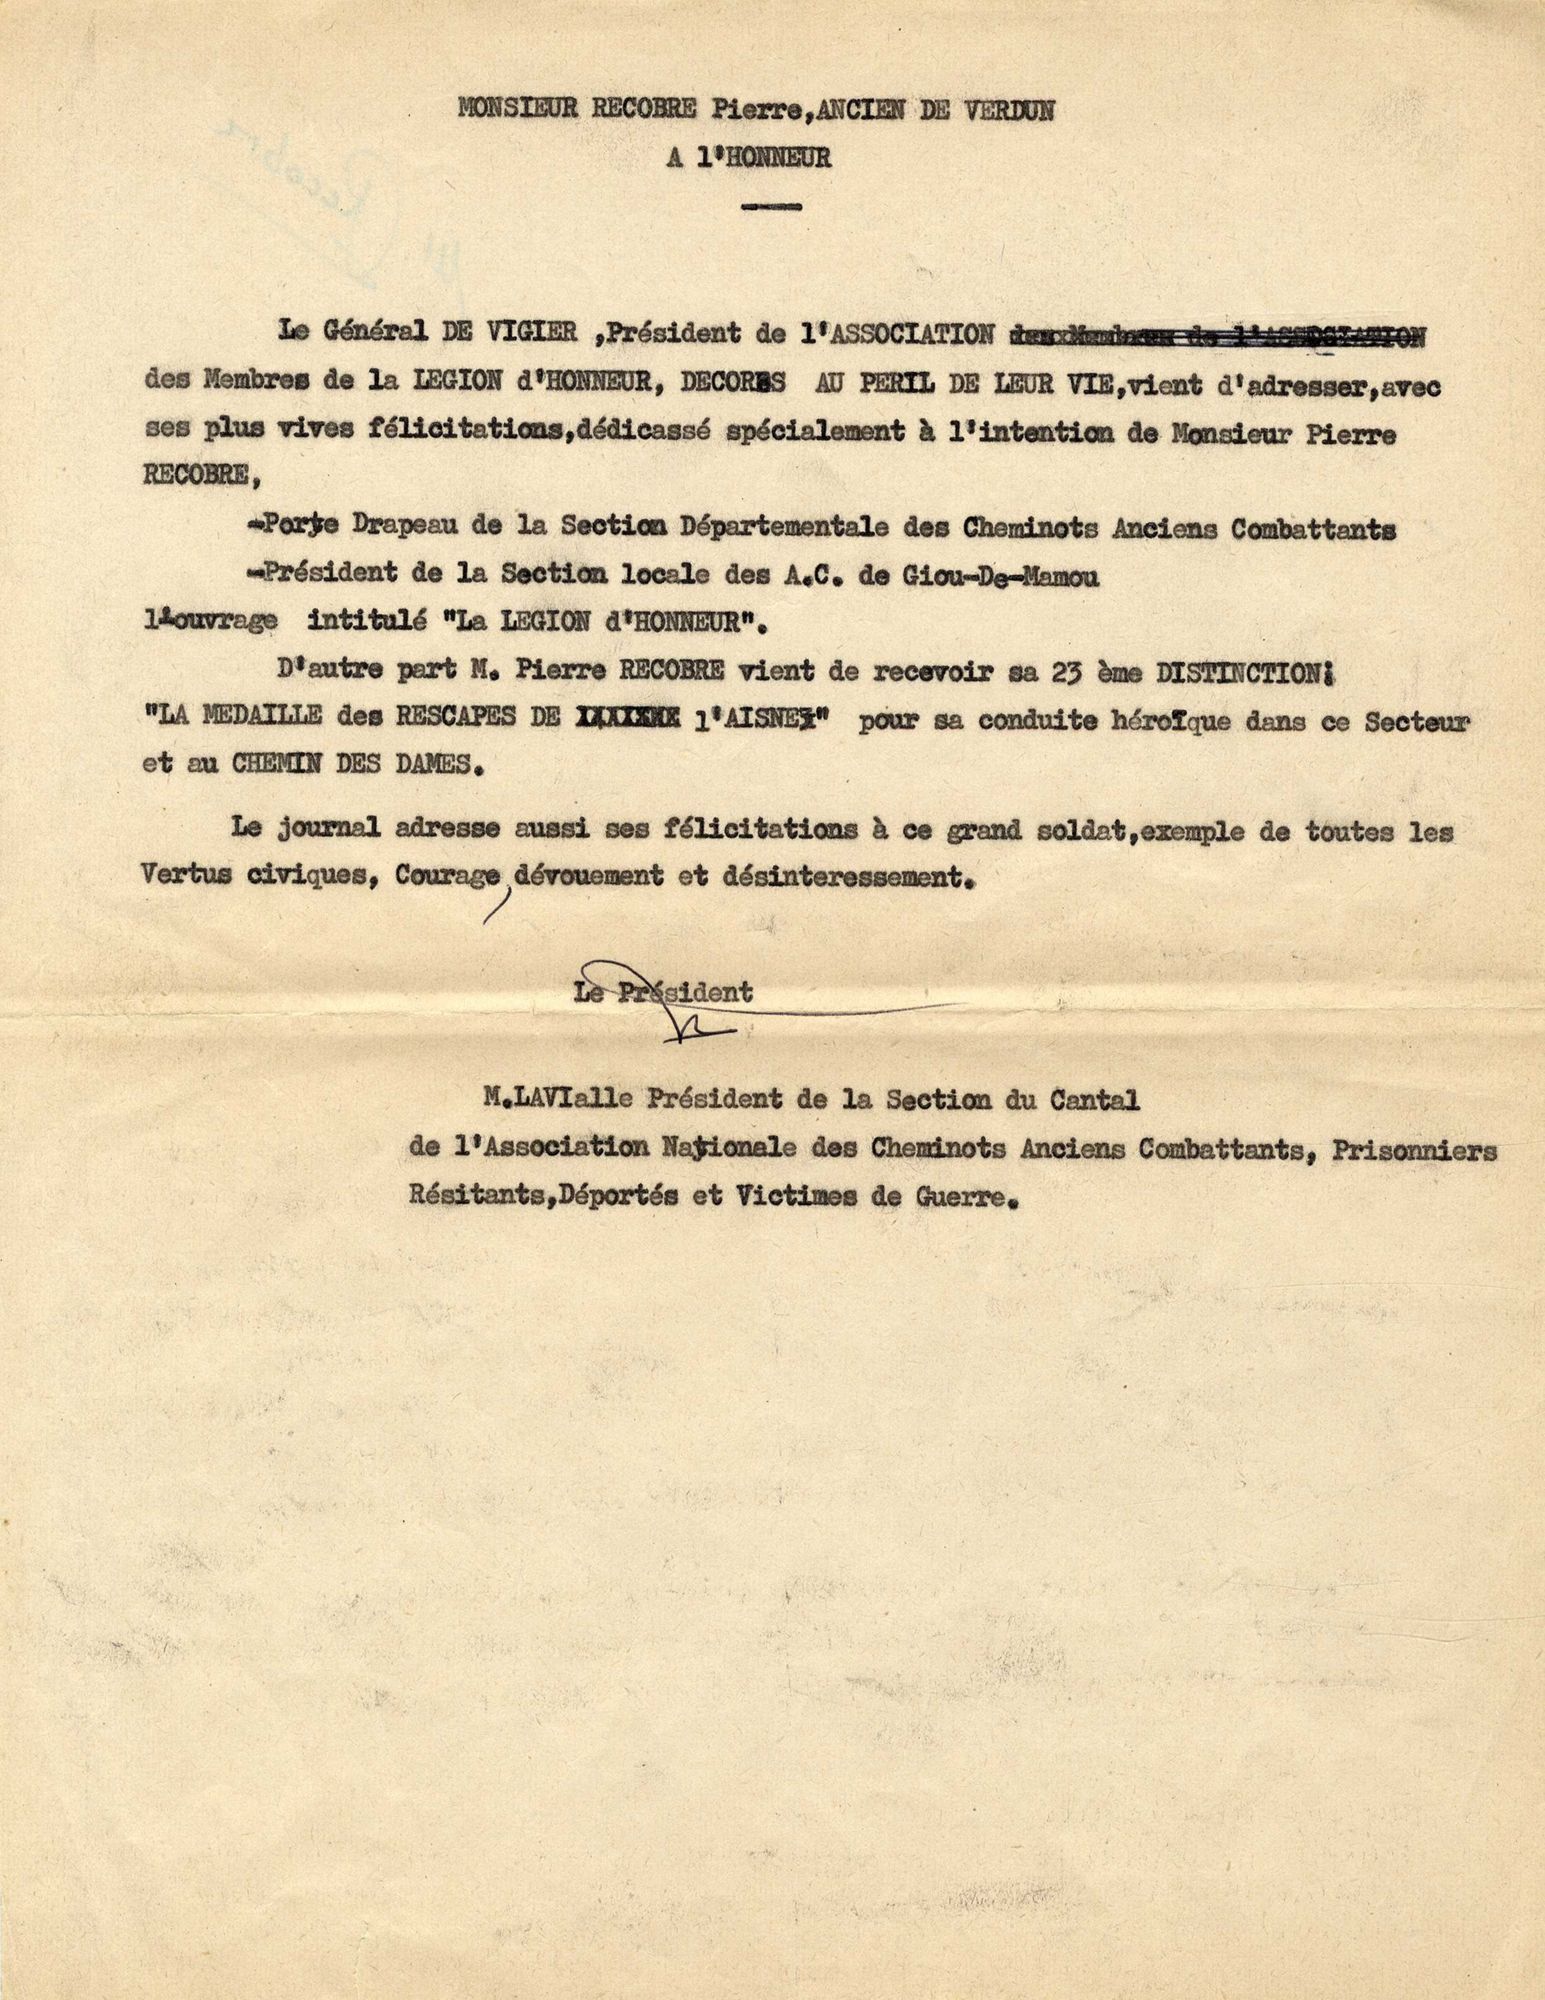 MONSIEUR RECOBRE Pierre,ANCIEN DE VERDUN
A l'HONNEUR
Le Général DE VIGIER ,Président de l'ASSOCIATION des Membres de l'ASSOCIATION
des Membres de la LEGION d'HONNEUR, DECORES AU PERIL DE LEUR VIE,vient d'adresser,avec
ses plus vives félicitations,dédicassé spécialement à l'intention de Monsieur Pierre
RECOBRE,
-Porte Drapeau de la Section Départementale des Cheminots Anciens Combattants
-Président de la Section locale des A.C. de Giou-De-Mamou
l'ouvrage intitulé "La LEGION d'HONNEUR".
D'autre part M. Pierre RECOBRE vient de recevoir sa 23 ème DISTINCTION:
"LA MEDAILLE des RESCAPES DE l'AISNE" pour sa conduite héroïque dans ce Secteur
et au CHEMIN DES DAMES.
Le journal adresse aussi ses félicitations à ce grand soldat,exemple de toutes les
Vertus civiques, Courage, dévouement et désinteressement.
Le Président
M.LAVIalle Président de la Section du Cantal
de l'Association Nationale des Cheminots Anciens Combattants, Prisonniers
Résitants,Déportés et Victimes de Guerre.